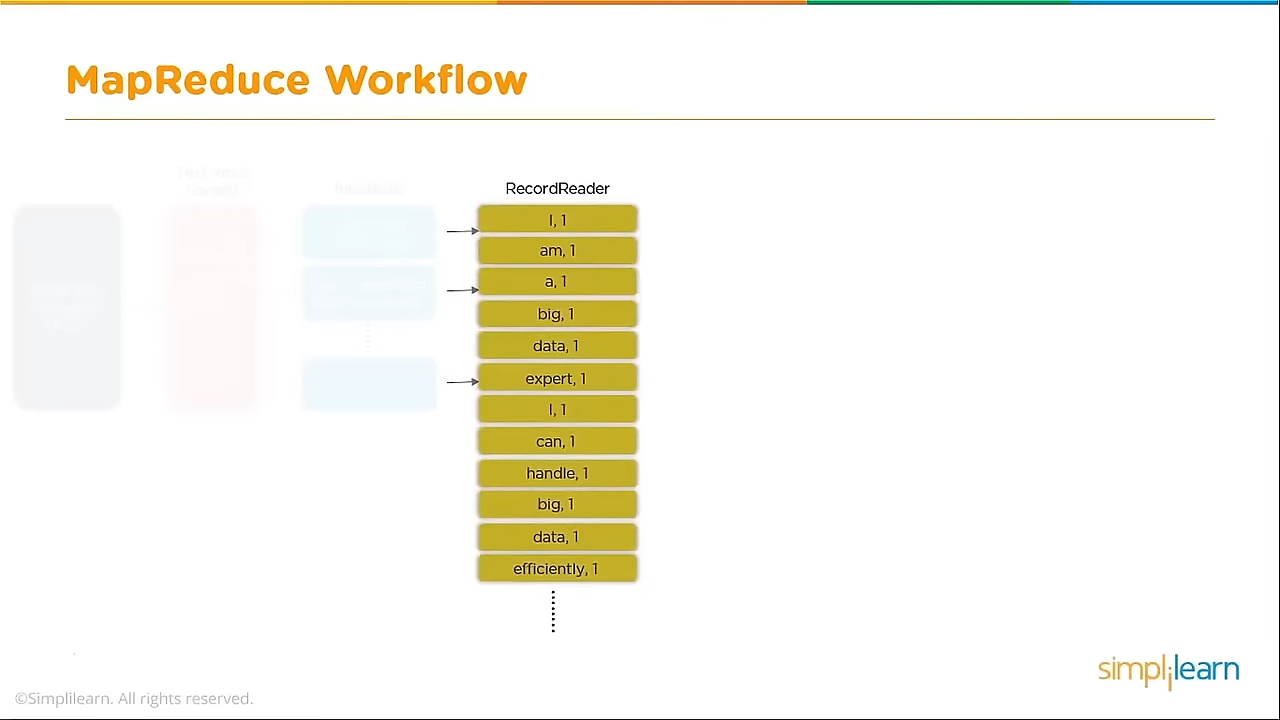 MapReduce Workflow
RecordReader
I, 1
am, 1
a, 1
big, 1
data, 1
expert, 1
I, 1
can, 1
handle, 1
big, 1
data, 1
efficiently, 1
simplilearn
©Simplilearn. All rights reserved.